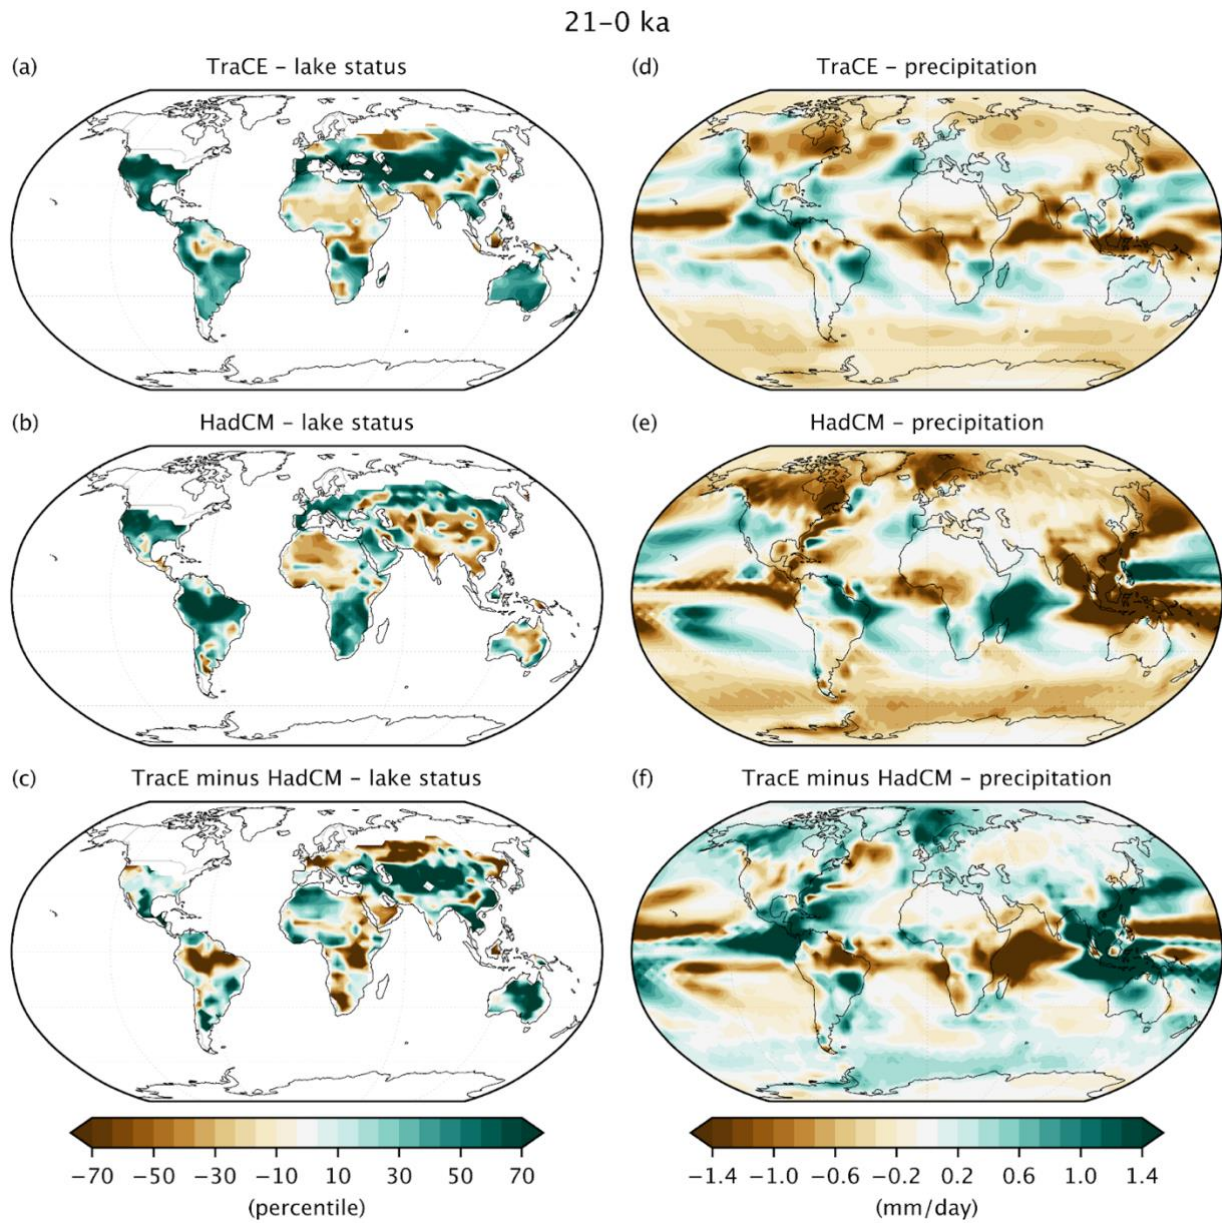 21–0 ka
(a) TraCE – lake status
(d) TraCE – precipitation
(b) HadCM – lake status
(e) HadCM – precipitation
(c) TracE minus HadCM – lake status
(f) TracE minus HadCM – precipitation
−70 −50 −30 −10 10 30 50 70
(percentile)
−1.4 −1.0 −0.6 −0.2 0.2 0.6 1.0 1.4
(mm/day)